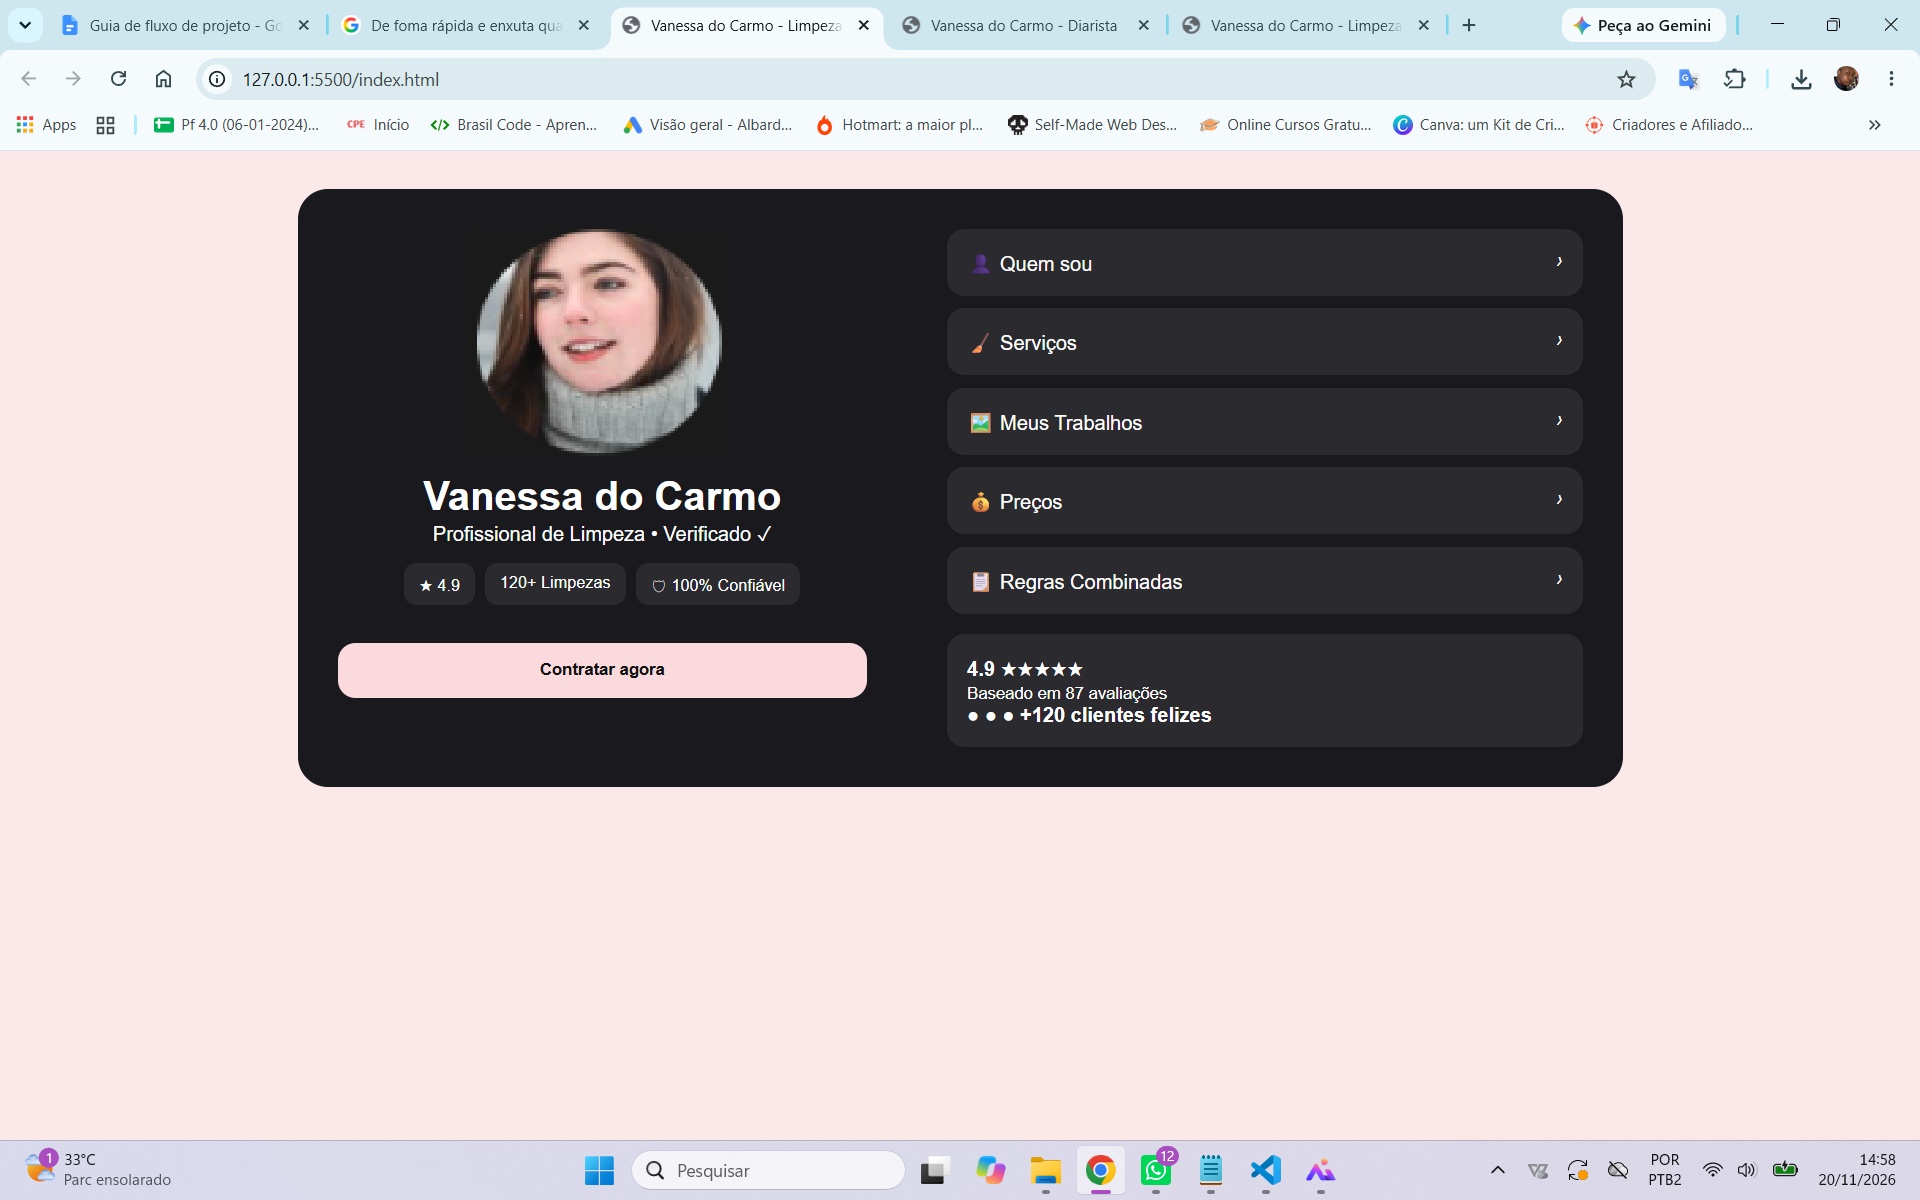 Guia de fluxo de projeto - Go
De foma rápida e enxuta qua
Vanessa do Carmo - Limpeza
Vanessa do Carmo - Diarista
Vanessa do Carmo - Limpeza
Peça ao Gemini
127.0.0.1:5500/index.html
Apps
Pf 4.0 (06-01-2024)...
CPE Início
Brasil Code - Apren...
Visão geral - Albard...
Hotmart: a maior pl...
Self-Made Web Des...
Online Cursos Gratu...
Canva: um Kit de Cri...
Criadores e Afiliado...
Vanessa do Carmo
Profissional de Limpeza • Verificado ✓
★ 4.9
120+ Limpezas
100% Confiável
Contratar agora
Quem sou
Serviços
Meus Trabalhos
Preços
Regras Combinadas
4.9 ★★★★★
Baseado em 87 avaliações
● ● ● +120 clientes felizes
1
33°C
Parc ensolarado
Pesquisar
12
POR
PTB2
14:58
20/11/2026